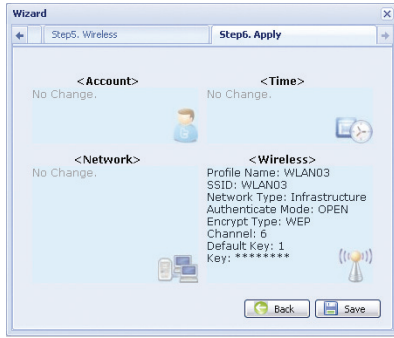 Wizard
Step5. Wireless
Step6. Apply
<Account>
No Change.
<Time>
No Change.
<Network>
No Change.
<Wireless>
Profile Name: WLAN03
SSID: WLAN03
Network Type: Infrastructure
Authenticate Mode: OPEN
Encrypt Type: WEP
Channel: 6
Default Key: 1
Key: ********
Back
Save